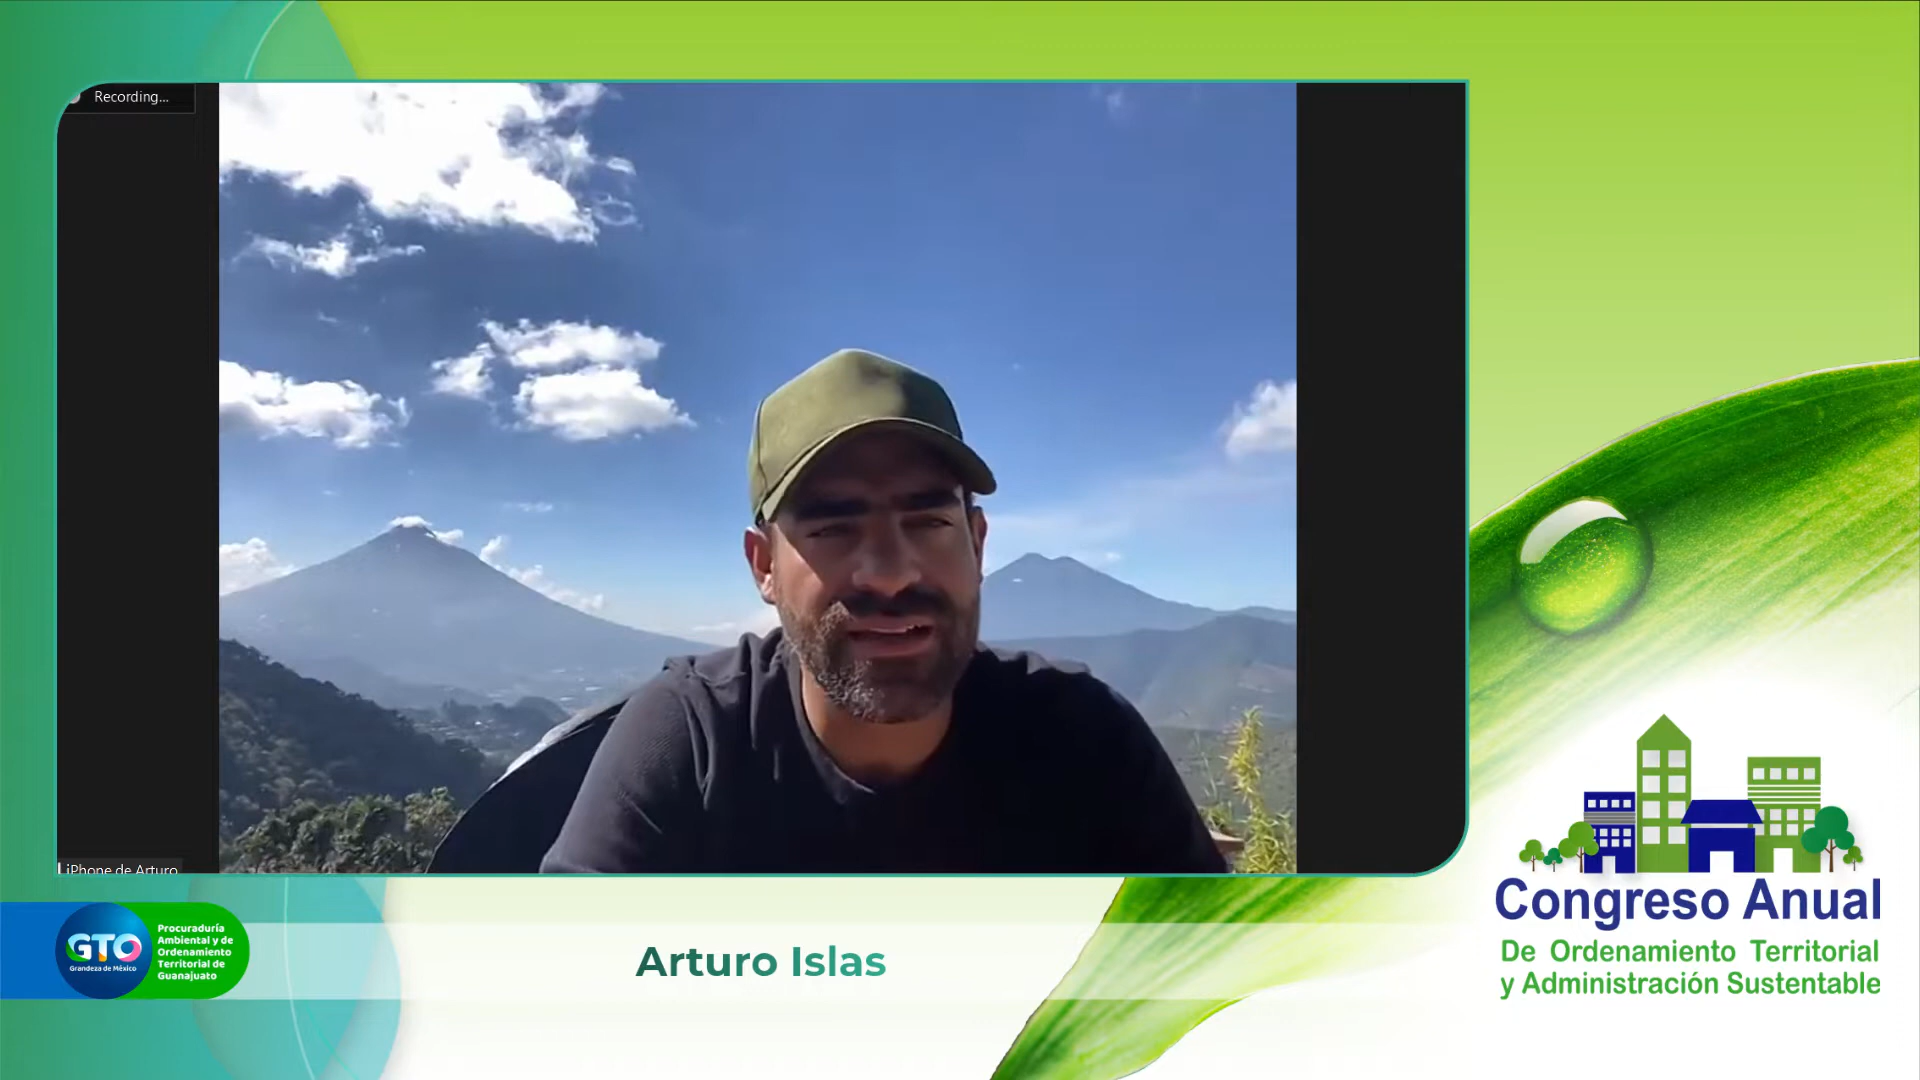 Recording...
iPhone de Arturo
GTO
Grandeza de México
Procuraduría
Ambiental y de
Ordenamiento
Territorial de
Guanajuato
Arturo Islas
Congreso Anual
De Ordenamiento Territorial
y Administración Sustentable